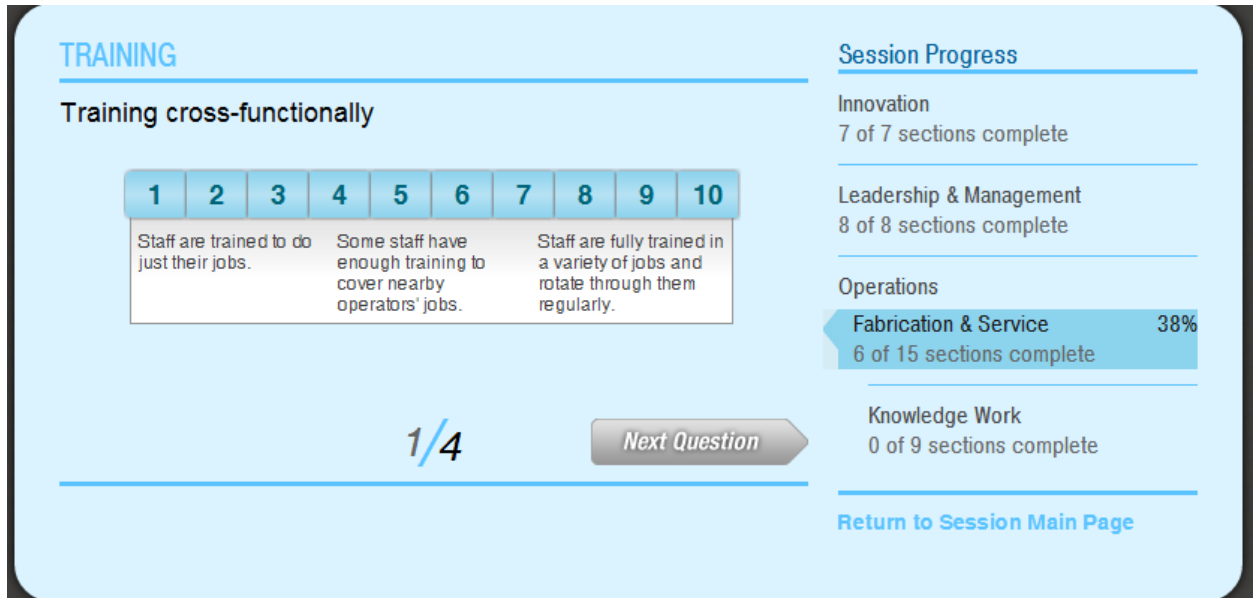 TRAINING
Training cross-functionally
1 2 3 4 5 6 7 8 9 10
Staff are trained to do
just their jobs.
Some staff have
enough training to
cover nearby
operators' jobs.
Staff are fully trained in
a variety of jobs and
rotate through them
regularly.
1/4
Next Question
Session Progress
Innovation
7 of 7 sections complete
Leadership & Management
8 of 8 sections complete
Operations
Fabrication & Service 38%
6 of 15 sections complete
Knowledge Work
0 of 9 sections complete
Return to Session Main Page